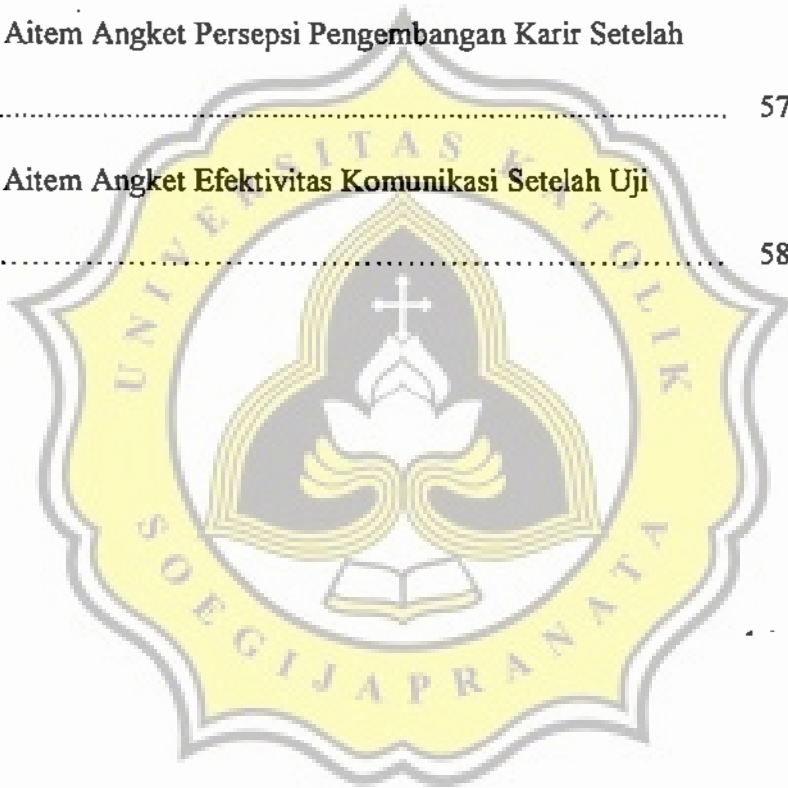 Aitem Angket Persepsi Pengembangan Karir Setelah
........................................................................ 57
Aitem Angket Efektivitas Komunikasi Setelah Uji
........................................................................ 58
UNIVERSITAS KATOLIK
SOEGIJAPRANATA